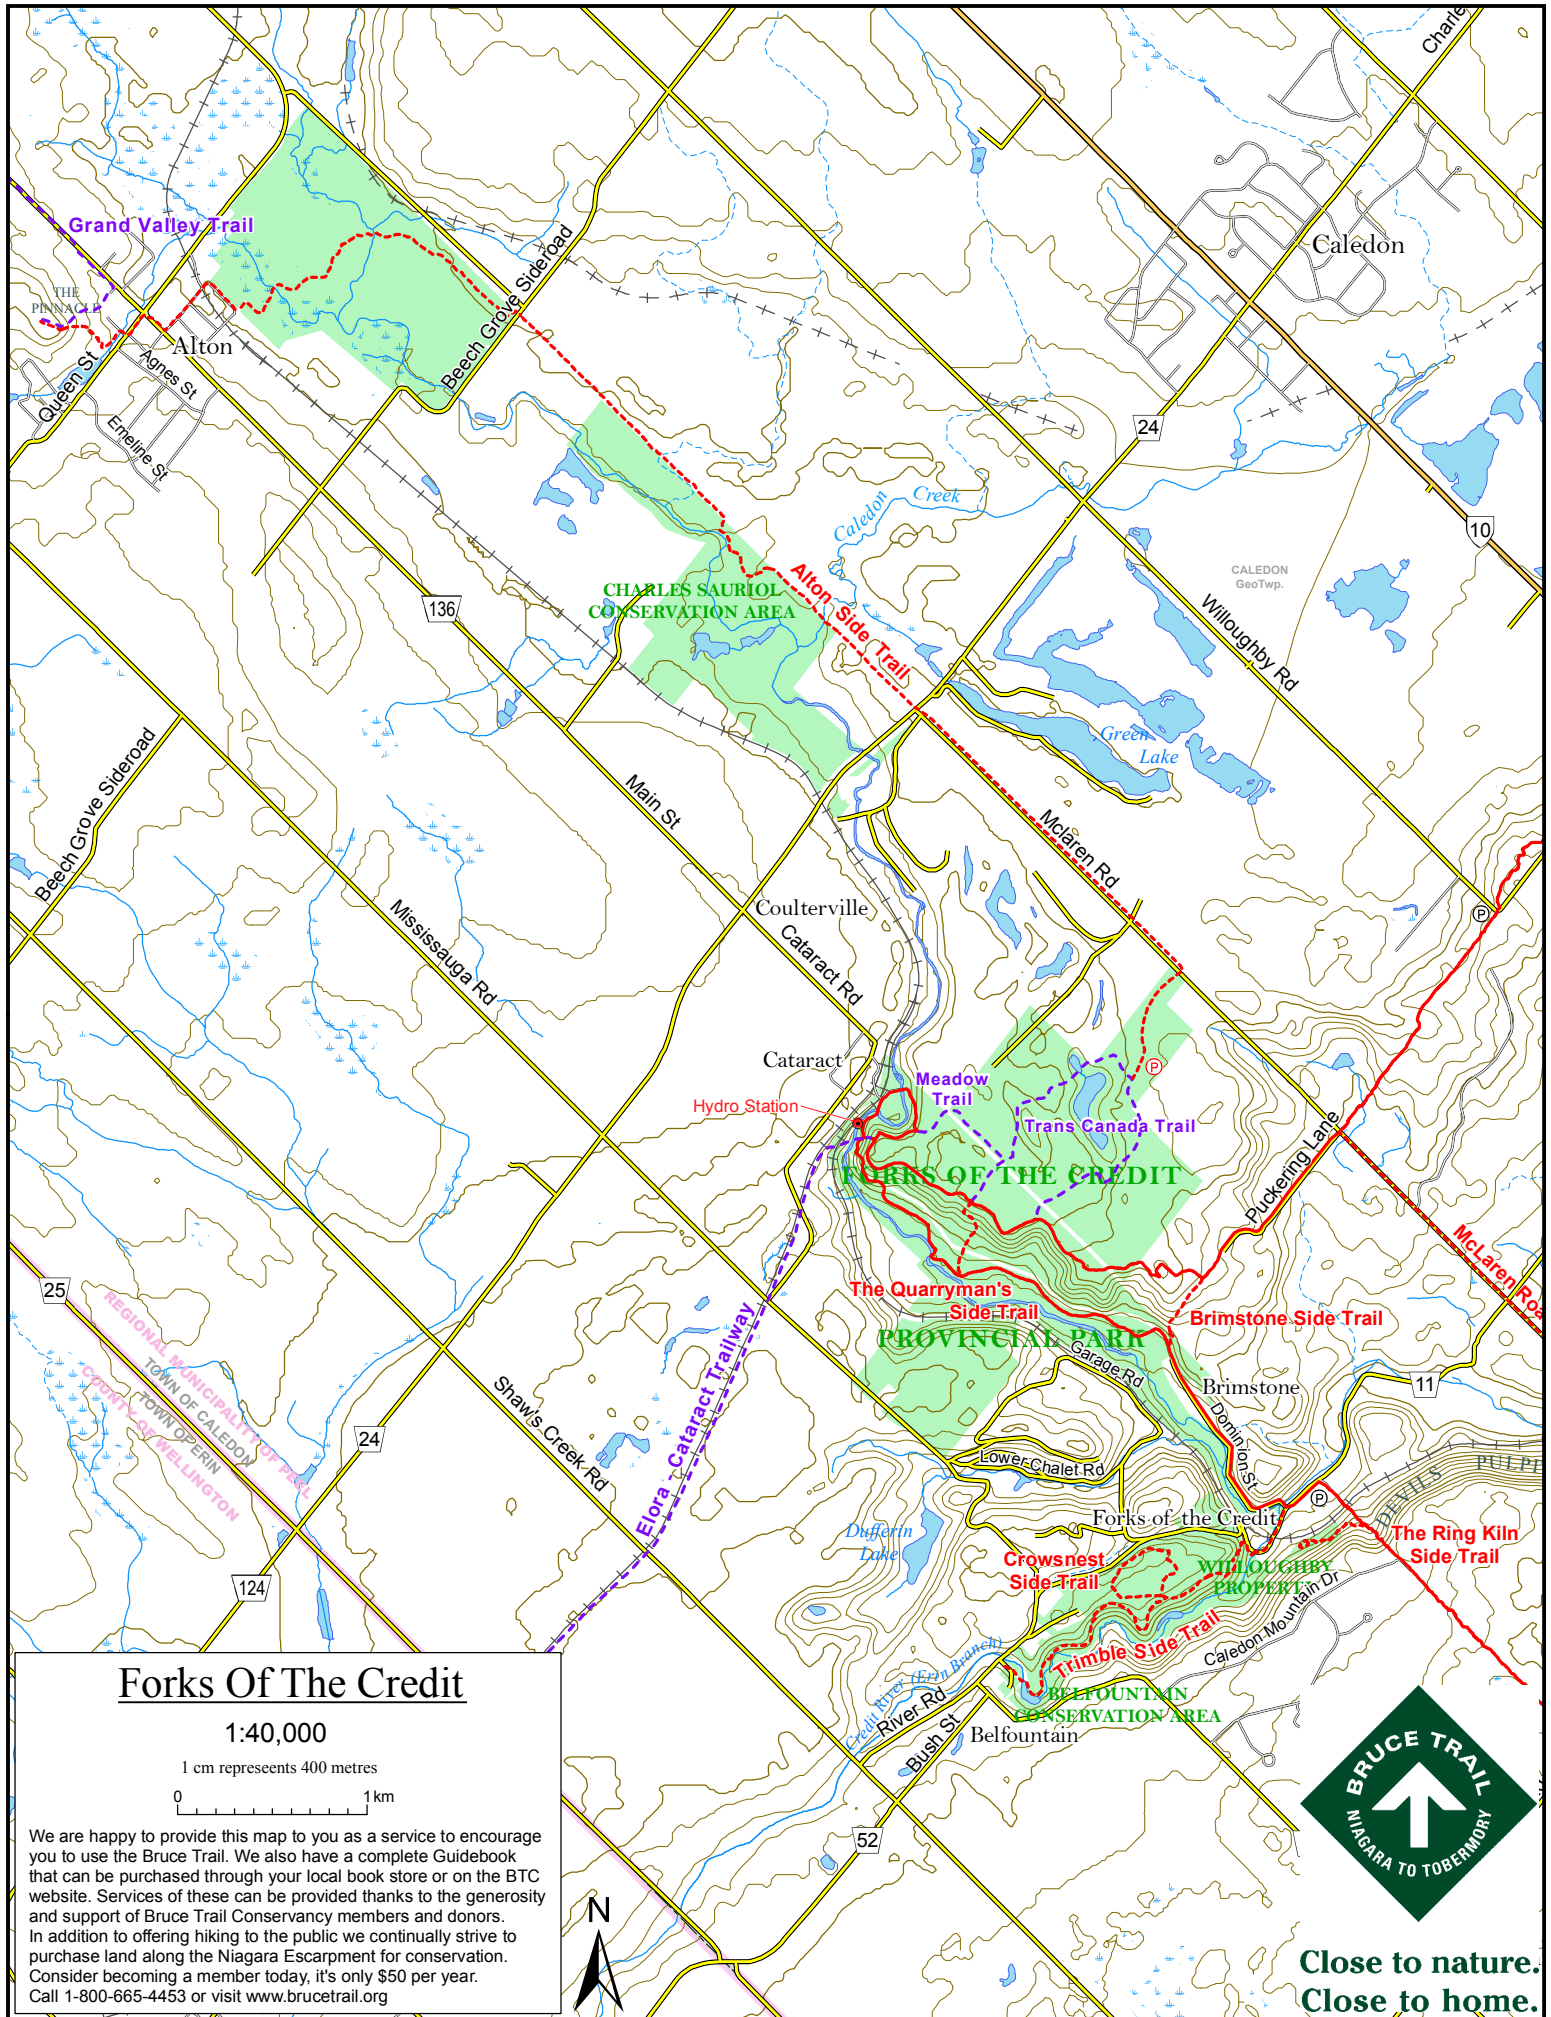 Charle
Grand Valley Trail
Caledon
THE
PINNACLE
Beech Grove Sideroad
Alton
Queen St
Agnes St
Emeline St
24
Caledon Creek
10
CALEDON
GeoTwp.
CHARLES SAURIOL
CONSERVATION AREA
Alton Side Trail
136
Willoughby Rd
Green
Lake
Beech Grove Sideroad
Main St
Mclaren Rd
P
Coulterville
Mississauga Rd
Cataract Rd
Cataract
P
Meadow
Trail
Hydro Station
Trans Canada Trail
Puckering Lane
FORKS OF THE CREDIT
McLaren Roa
25
The Quarryman's
Side Trail
Brimstone Side Trail
PROVINCIAL PARK
REGIONAL MUNICIPALITY OF PEEL
TOWN OF CALEDON
TOWN OF ERIN
COUNTY OF WELLINGTON
Elora - Cataract Trailway
Garage Rd
Brimstone
11
Shaw's Creek Rd
Dominion St
24
Lower Chalet Rd
DEVILS PULPI
P
Forks of the Credit
Dufferin
Lake
The Ring Kiln
Side Trail
Crowsnest
Side Trail
WILLOUGHBY
PROPERTY
124
Caledon Mountain Dr
Trimble Side Trail
Credit River (Erin Branch)
River Rd
BELFOUNTAIN
CONSERVATION AREA
Bush St
Belfountain
52
Forks Of The Credit
1:40,000
1 cm represeents 400 metres
0 1 km
We are happy to provide this map to you as a service to encourage
you to use the Bruce Trail. We also have a complete Guidebook
that can be purchased through your local book store or on the BTC
website. Services of these can be provided thanks to the generosity
and support of Bruce Trail Conservancy members and donors.
In addition to offering hiking to the public we continually strive to
purchase land along the Niagara Escarpment for conservation.
Consider becoming a member today, it's only $50 per year.
Call 1-800-665-4453 or visit www.brucetrail.org
N
BRUCE TRAIL
NIAGARA TO TOBERMORY
Close to nature.
Close to home.